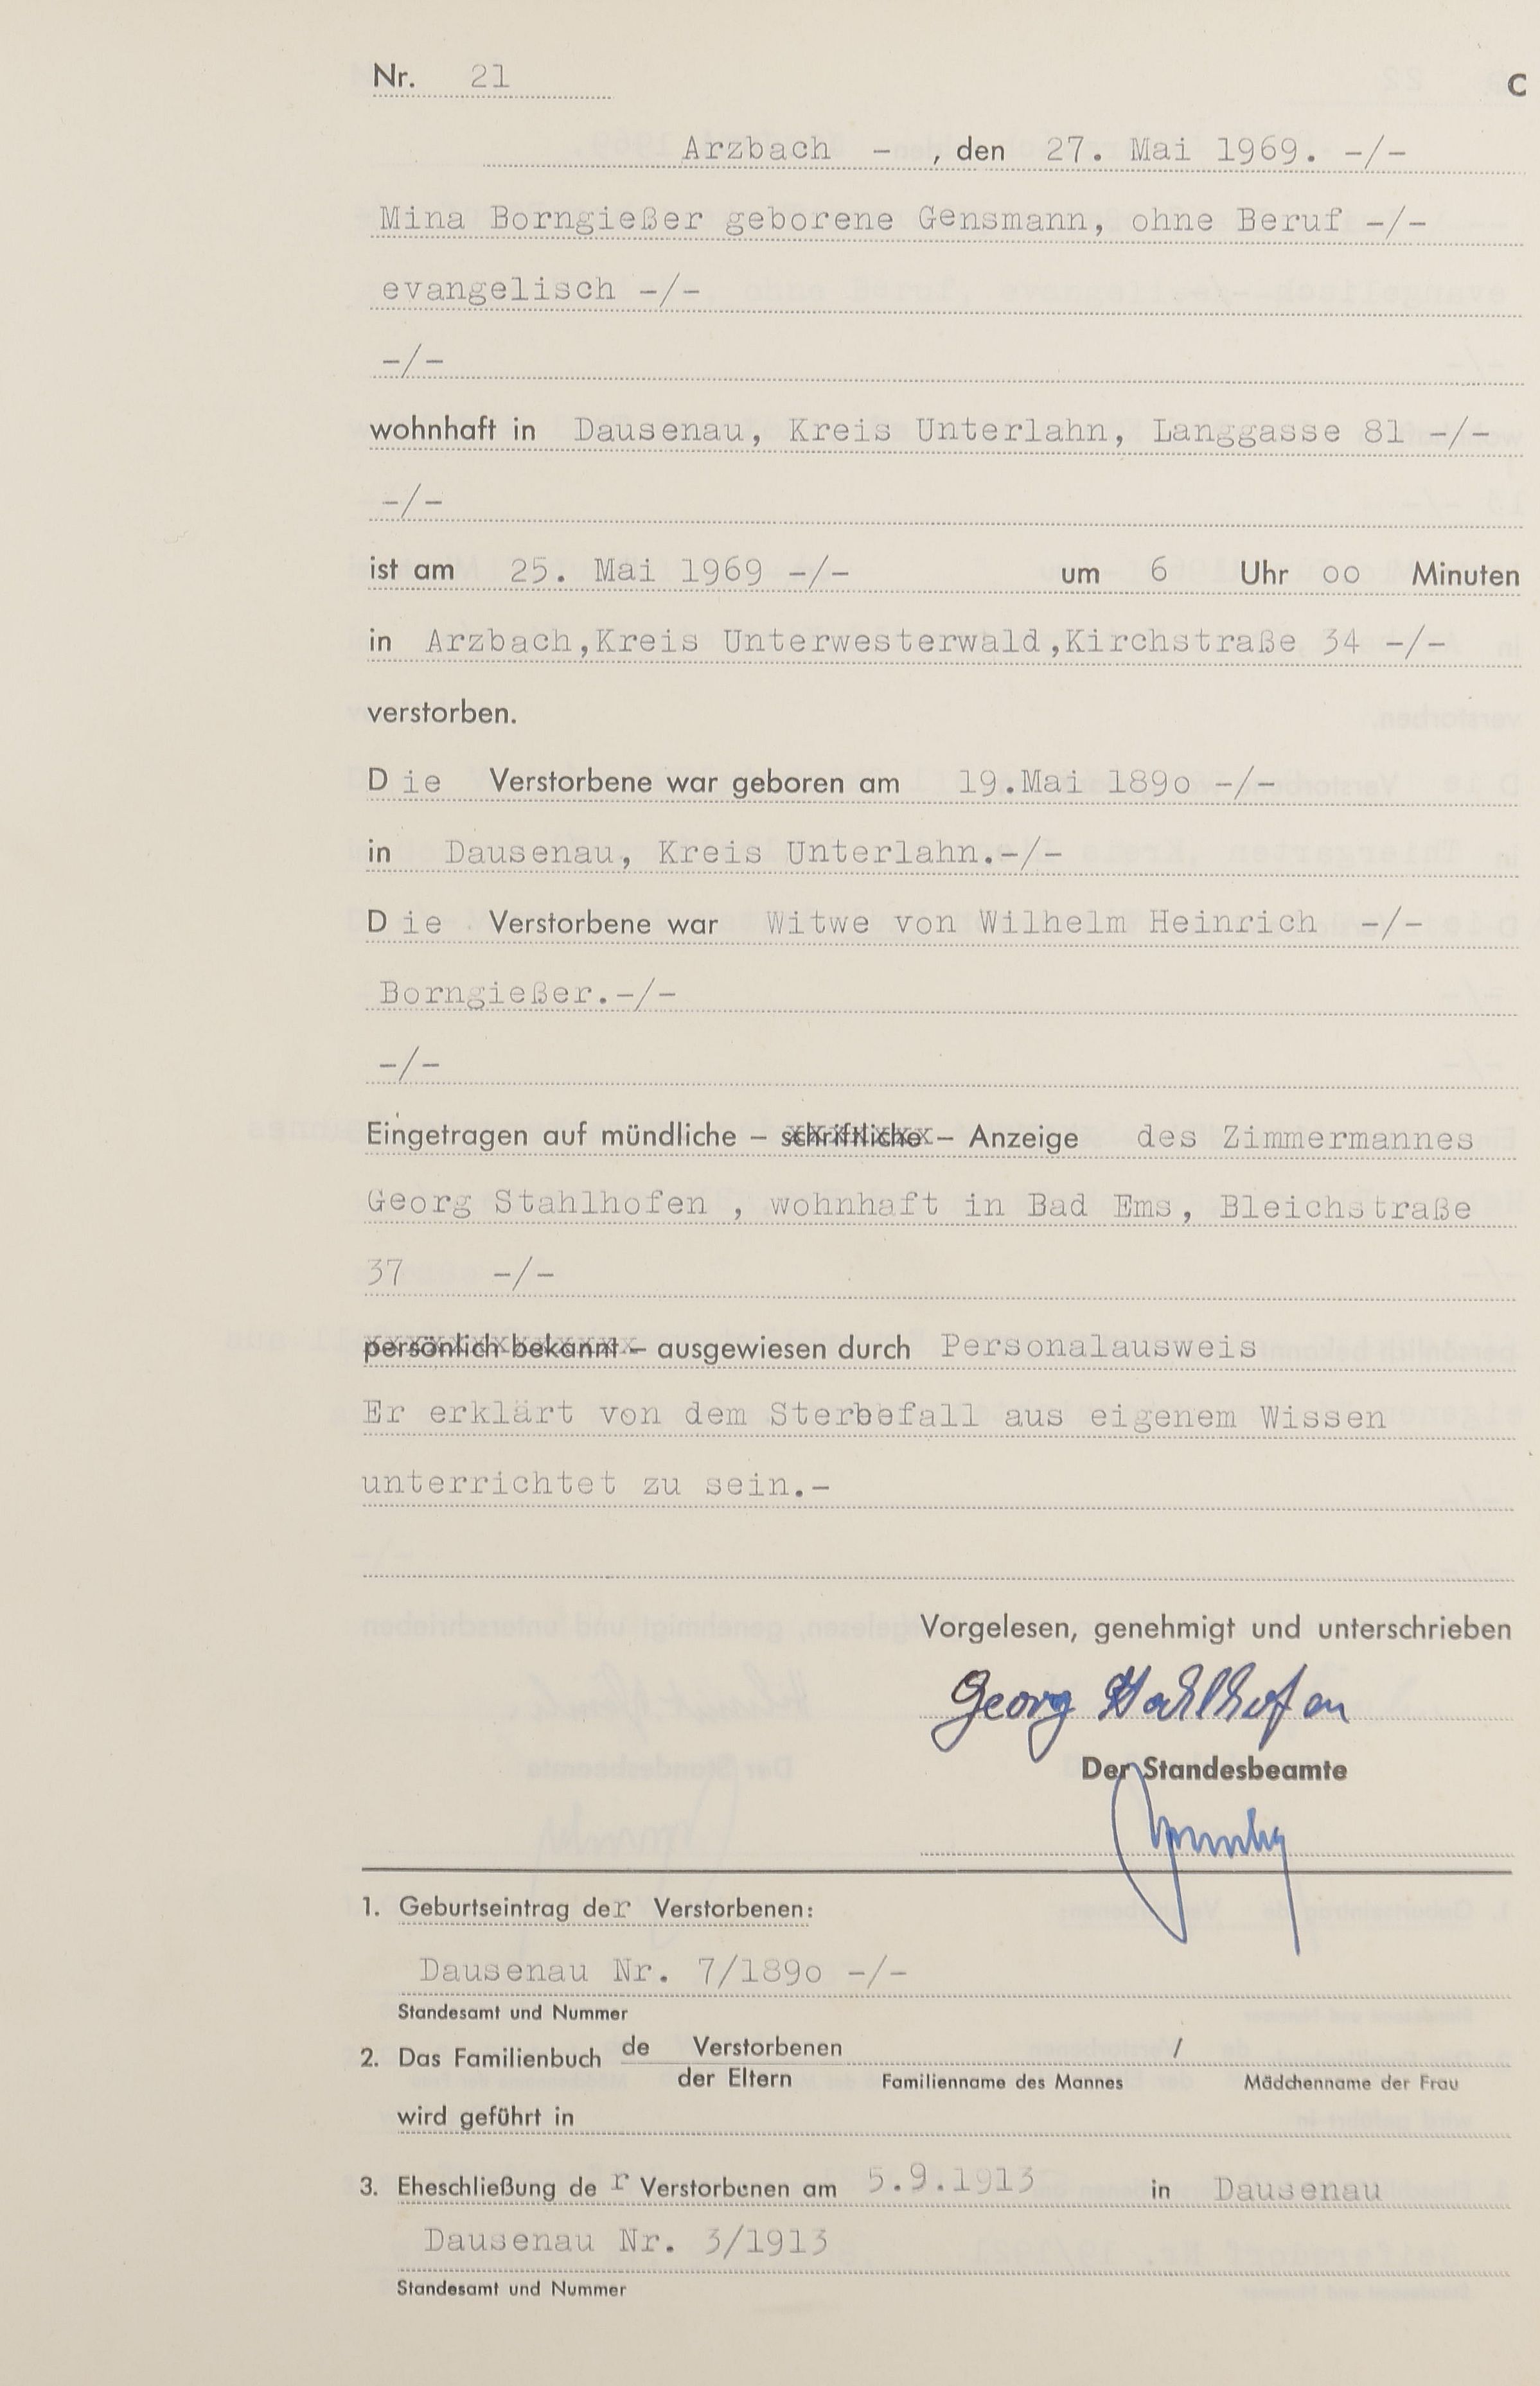 Nr. 21
C
Arzbach - , den 27. Mai 1969. -/-
Mina Borngießer geborene Gensmann, ohne Beruf -/-
evangelisch -/-
-/-
wohnhaft in Dausenau, Kreis Unterlahn, Langgasse 81 -/-
-/-
ist am 25. Mai 1969 -/- um 6 Uhr oo Minuten
in Arzbach,Kreis Unterwesterwald,Kirchstraße 34 -/-
verstorben.
D ie Verstorbene war geboren am 19.Mai 189o -/-
in Dausenau, Kreis Unterlahn.-/-
D ie Verstorbene war Witwe von Wilhelm Heinrich -/-
Borngießer.-/-
-/-
Eingetragen auf mündliche – schriftliche – Anzeige des Zimmermannes
Georg Stahlhofen , wohnhaft in Bad Ems, Bleichstraße
37 -/-
persönlich bekannt – ausgewiesen durch Personalausweis
Er erklärt von dem Sterbefall aus eigenem Wissen
unterrichtet zu sein.-
Vorgelesen, genehmigt und unterschrieben
Georg Stahlhofen
Der Standesbeamte
1. Geburtseintrag der Verstorbenen:
Dausenau Nr. 7/189o -/-
Standesamt und Nummer
2. Das Familienbuch de Verstorbenen /
der Eltern Familienname des Mannes Mädchenname der Frau
wird geführt in
3. Eheschließung de r Verstorbenen am 5.9.1913 in Dausenau
Dausenau Nr. 3/1913
Standesamt und Nummer